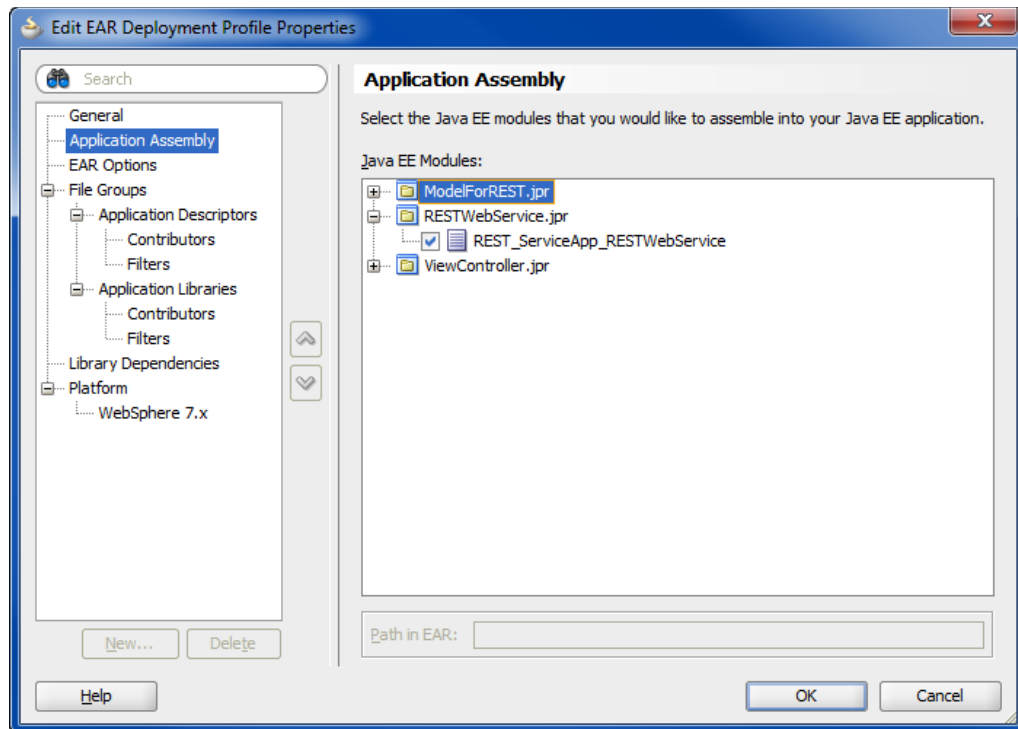 Edit EAR Deployment Profile Properties
Search
General
Application Assembly
EAR Options
File Groups
Application Descriptors
Contributors
Filters
Application Libraries
Contributors
Filters
Library Dependencies
Platform
WebSphere 7.x
New...
Delete
Application Assembly
Select the Java EE modules that you would like to assemble into your Java EE application.
Java EE Modules:
ModelForREST.jpr
RESTWebService.jpr
REST_ServiceApp_RESTWebService
ViewController.jpr
Path in EAR:
Help
OK
Cancel